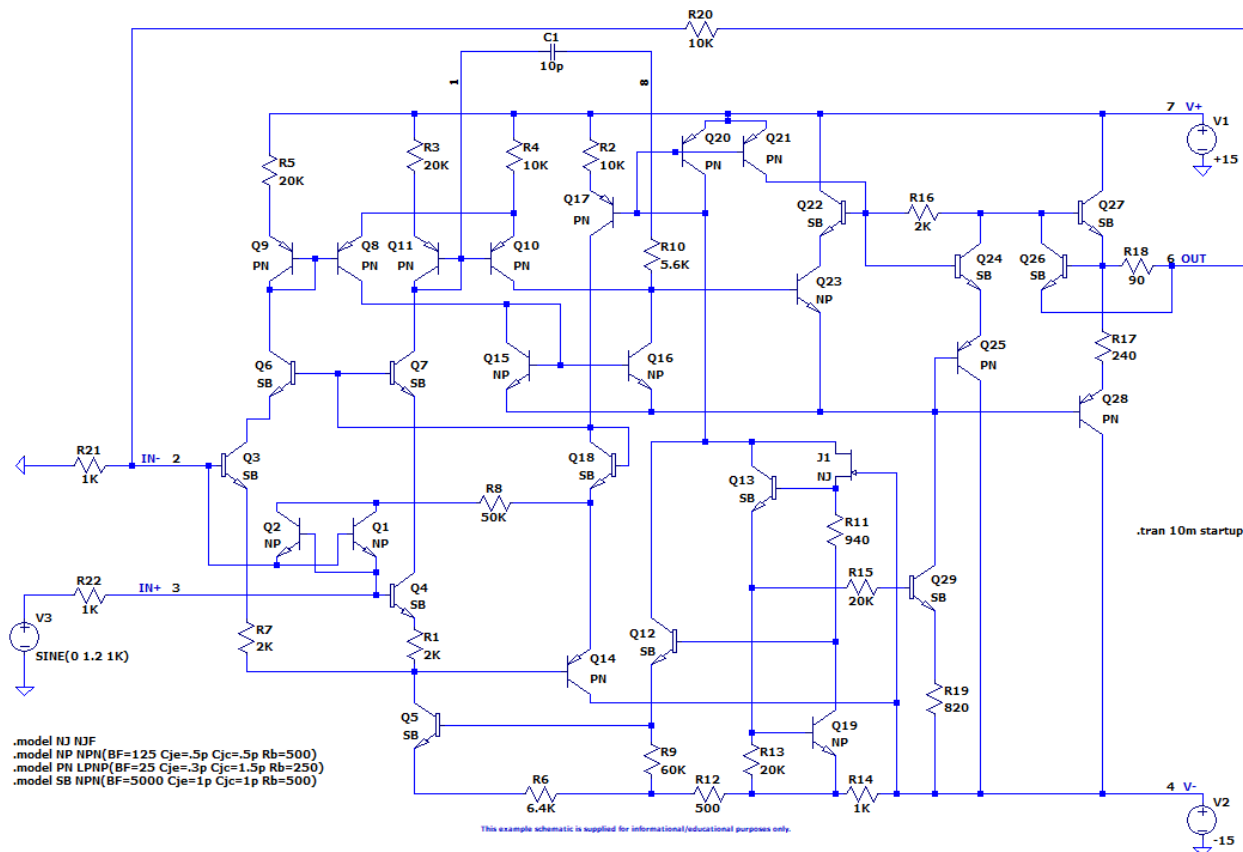 R20
10K
C1
10p
1
8
7 V+
V1
+15
R5
20K
R3
20K
R4
10K
R2
10K
Q20
PN
Q21
PN
Q17
PN
Q22
SB
R16
2K
Q27
SB
Q9
PN
Q8
PN
Q11
PN
Q10
PN
R10
5.6K
Q24
SB
Q26
SB
R18
90
6 OUT
Q23
NP
Q6
SB
Q7
SB
Q15
NP
Q16
NP
Q25
PN
R17
240
Q28
PN
R21
1K
IN- 2
Q3
SB
Q18
SB
J1
NJ
Q13
SB
R8
50K
Q2
NP
Q1
NP
R11
940
.tran 10m startup
R22
1K
IN+ 3
Q4
SB
R15
20K
Q29
SB
V3
SINE(0 1.2 1K)
R7
2K
R1
2K
Q14
PN
Q12
SB
R19
820
Q5
SB
Q19
NP
R9
60K
R13
20K
R6
6.4K
R12
500
R14
1K
4 V-
V2
-15
.model NJ NJF
.model NP NPN(BF=125 Cje=.5p Cjc=.5p Rb=500)
.model PN LPNP(BF=25 Cje=.3p Cjc=1.5p Rb=250)
.model SB NPN(BF=5000 Cje=1p Cjc=1p Rb=500)
This example schematic is supplied for informational/educational purposes only.